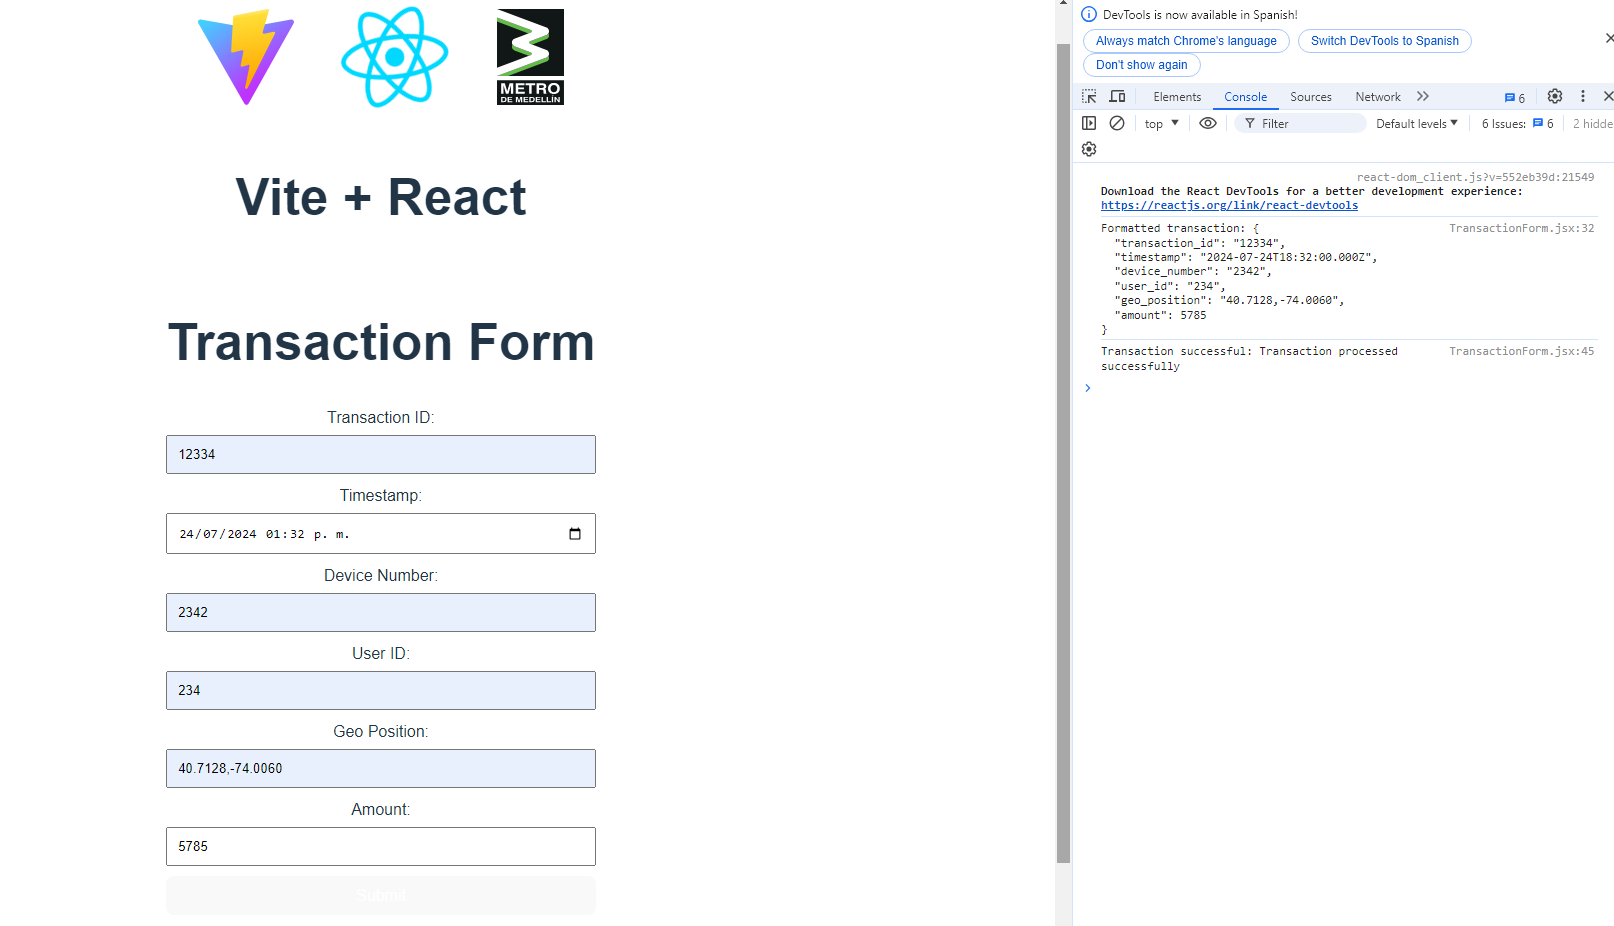 METRO
DE MEDELLÍN
Vite + React
Transaction Form
Transaction ID:
12334
Timestamp:
24/07/2024 01:32 p. m.
Device Number:
2342
User ID:
234
Geo Position:
40.7128,-74.0060
Amount:
5785
Submit
DevTools is now available in Spanish!
Always match Chrome's language
Switch DevTools to Spanish
Don't show again
Elements
Console
Sources
Network
6
top
Filter
Default levels
6 Issues:
6
2 hidde
react-dom_client.js?v=552eb39d:21549
Download the React DevTools for a better development experience:
https://reactjs.org/link/react-devtools
Formatted transaction: {
TransactionForm.jsx:32
"transaction_id": "12334",
"timestamp": "2024-07-24T18:32:00.000Z",
"device_number": "2342",
"user_id": "234",
"geo_position": "40.7128,-74.0060",
"amount": 5785
}
Transaction successful: Transaction processed
TransactionForm.jsx:45
successfully